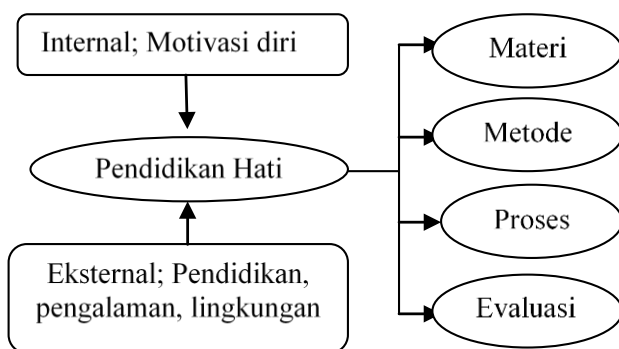 Internal; Motivasi diri
Pendidikan Hati
Eksternal; Pendidikan,
pengalaman, lingkungan
Materi
Metode
Proses
Evaluasi